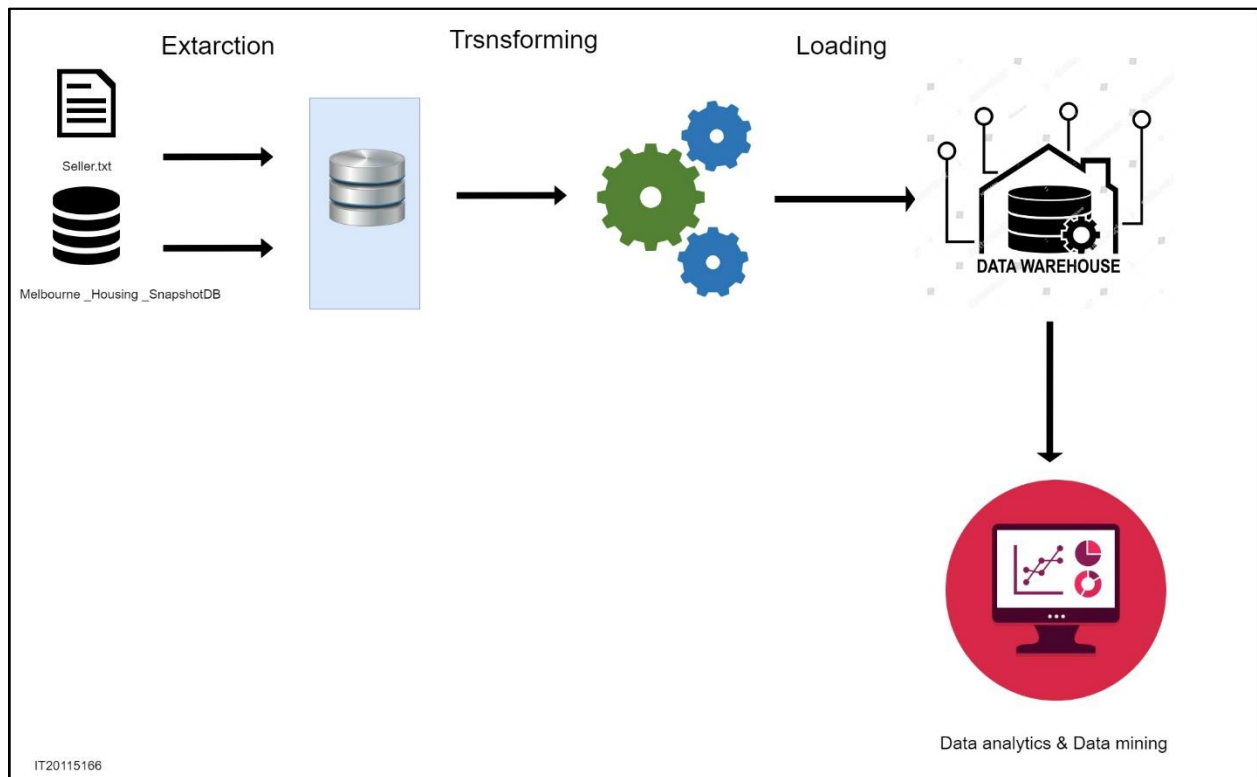 Extarction
Trsnsforming
Loading
Seller.txt
Melbourne _Housing _SnapshotDB
DATA WAREHOUSE
Data analytics & Data mining
IT20115166